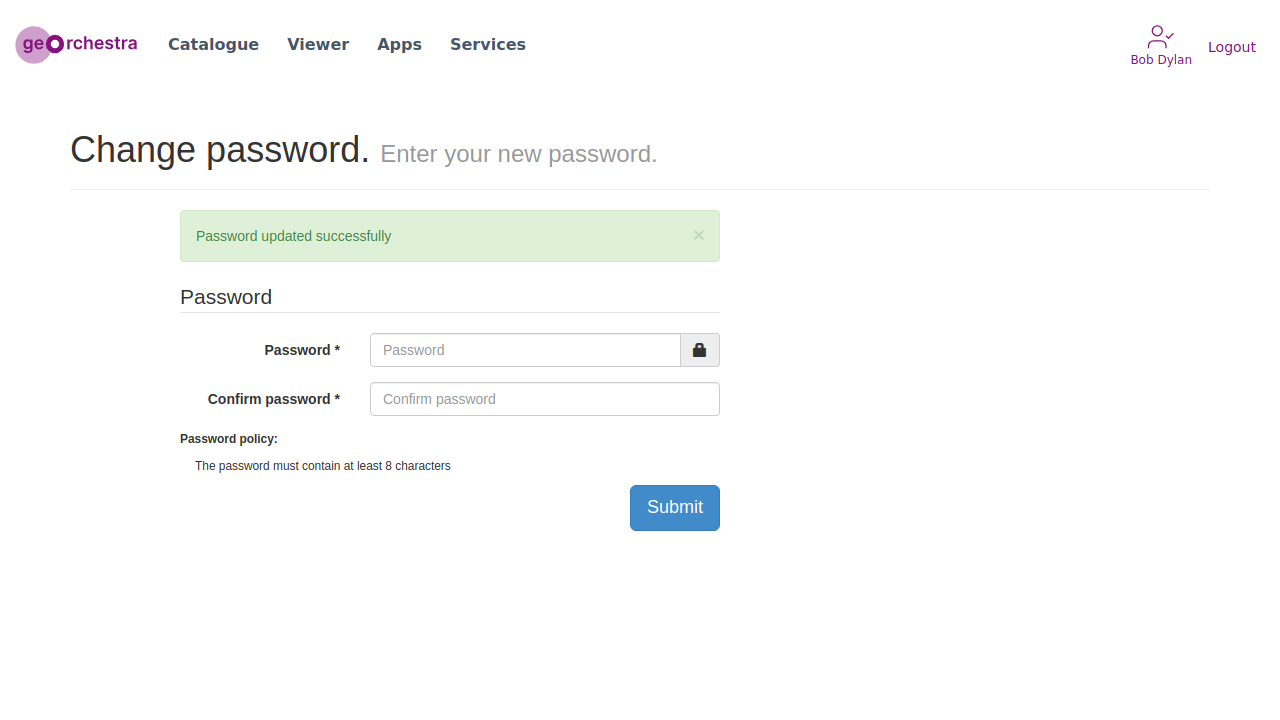 georchestra Catalogue Viewer Apps Services
Bob Dylan Logout
Change password. Enter your new password.
Password updated successfully ×
Password
Password * Password
Confirm password * Confirm password
Password policy:
The password must contain at least 8 characters
Submit